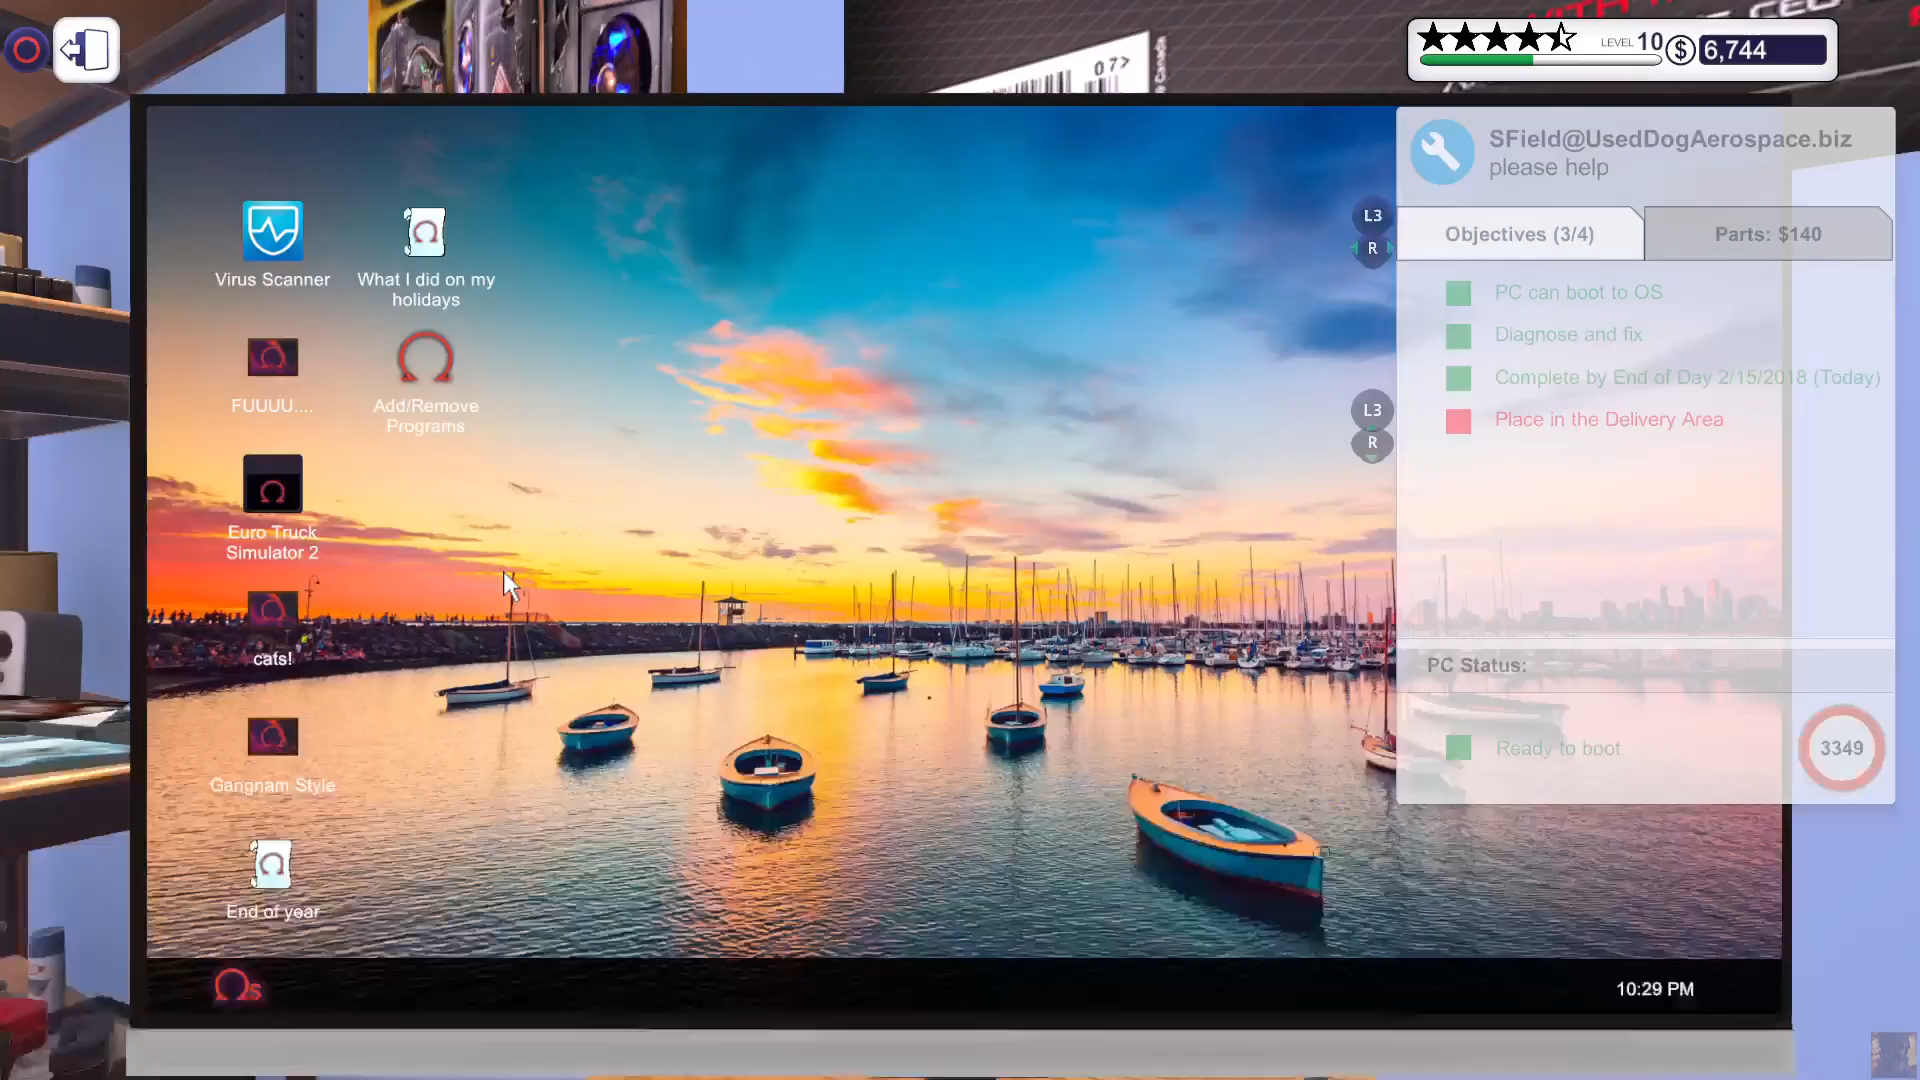 07>
e Canada
LEVEL 10
$ 6,744
SField@UsedDogAerospace.biz
please help
Objectives (3/4)
Parts: $140
PC can boot to OS
Diagnose and fix
Complete by End of Day 2/15/2018 (Today)
Place in the Delivery Area
L3
R
L3
R
PC Status:
Ready to boot
3349
Virus Scanner
What I did on my
holidays
FUUUU....
Add/Remove
Programs
Euro Truck
Simulator 2
cats!
Gangnam Style
End of year
Ωs
10:29 PM